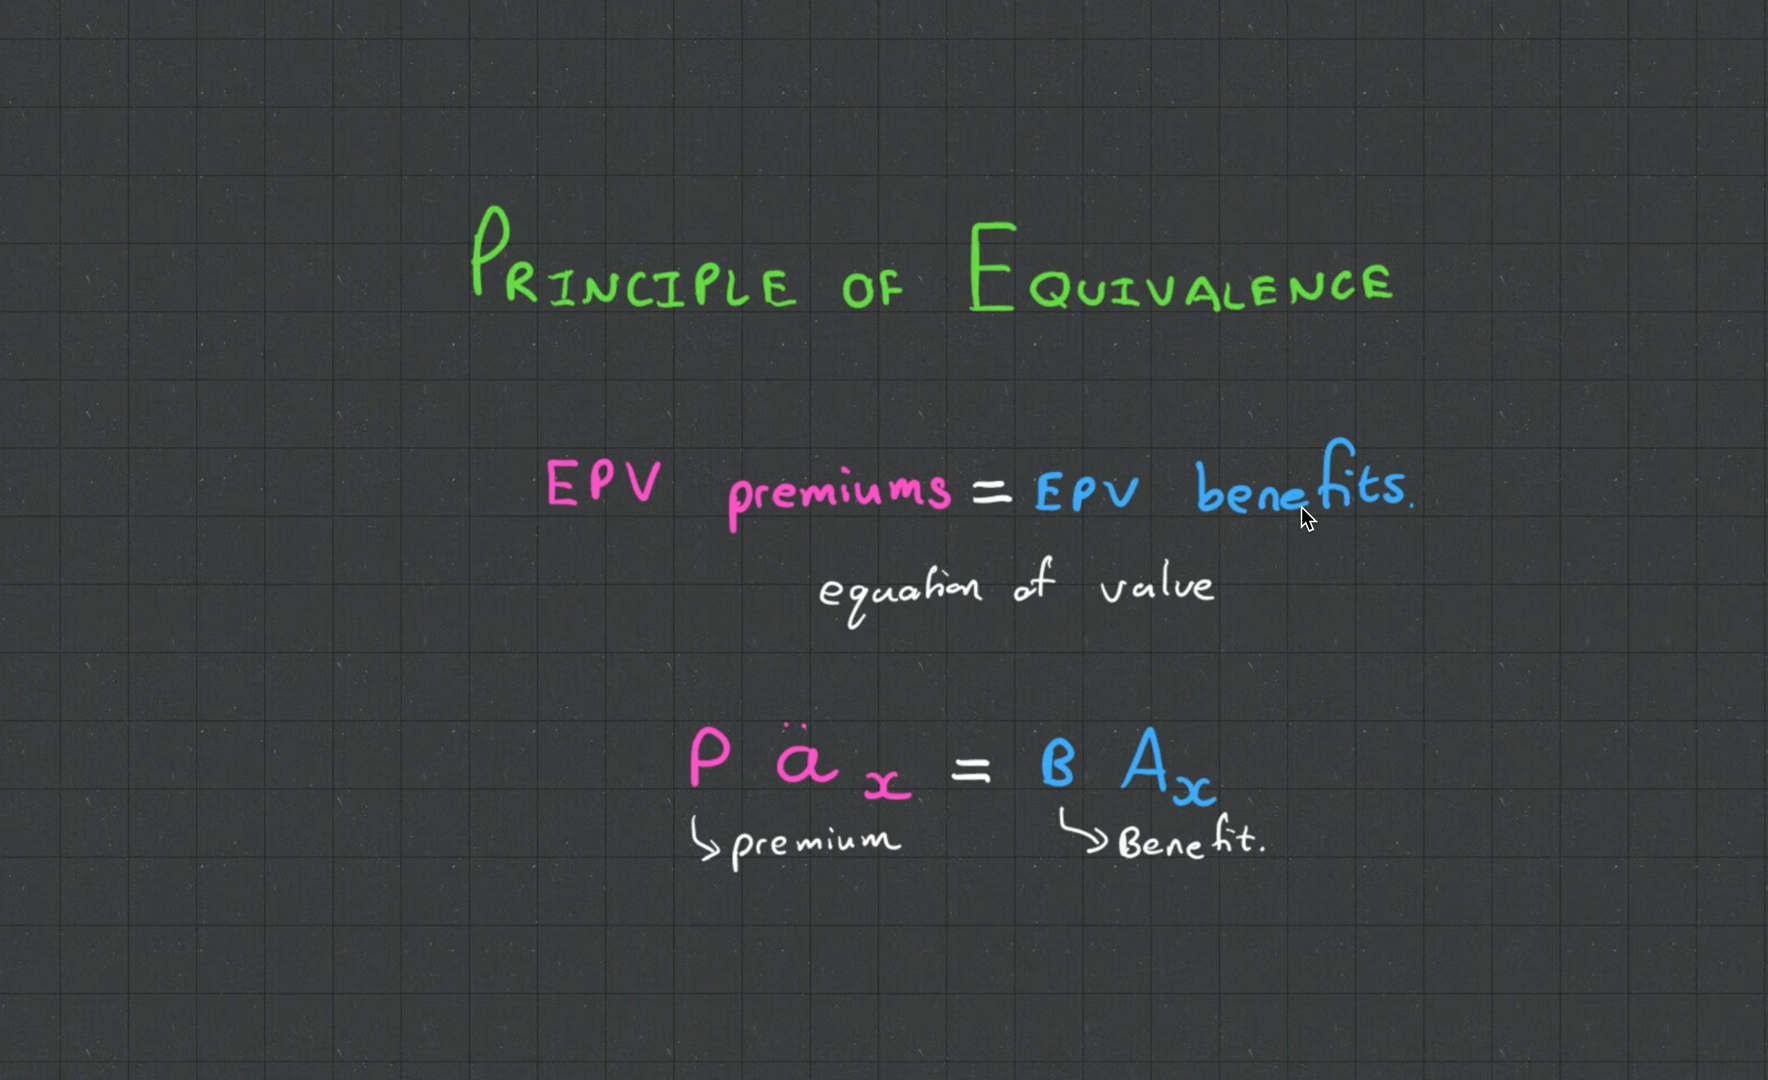 PRINCIPLE OF EQUIVALENCE
EPV premiums = EPV benefits.
equation of value
P ä x = B Ax
↳ premium ↳ Benefit.